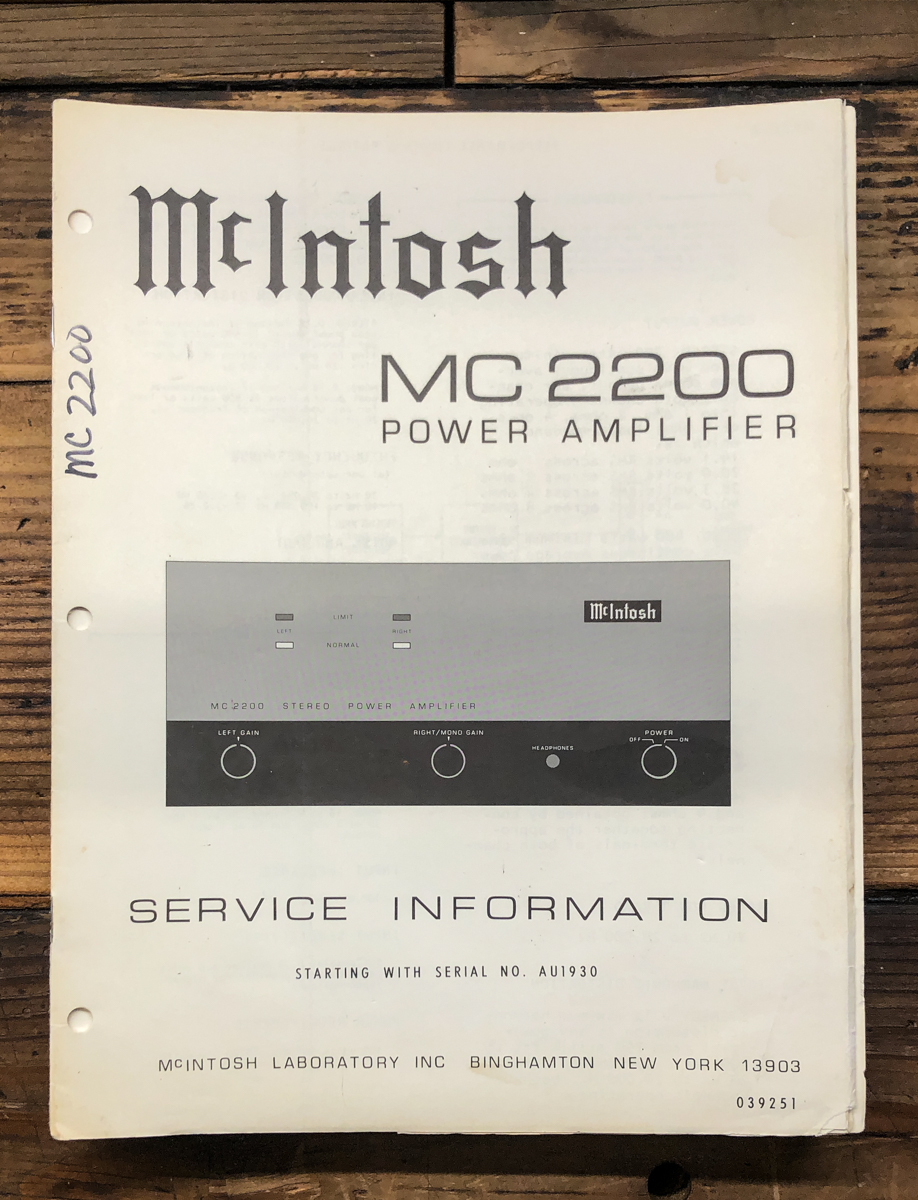 McIntosh
MC 2200
POWER AMPLIFIER
MC 2200
McIntosh
LIMIT
LEFT RIGHT
NORMAL
MC 2200 STEREO POWER AMPLIFIER
LEFT GAIN RIGHT/MONO GAIN HEADPHONES POWER
OFF ON
SERVICE INFORMATION
STARTING WITH SERIAL NO. AU1930
McINTOSH LABORATORY INC BINGHAMTON NEW YORK 13903
039251